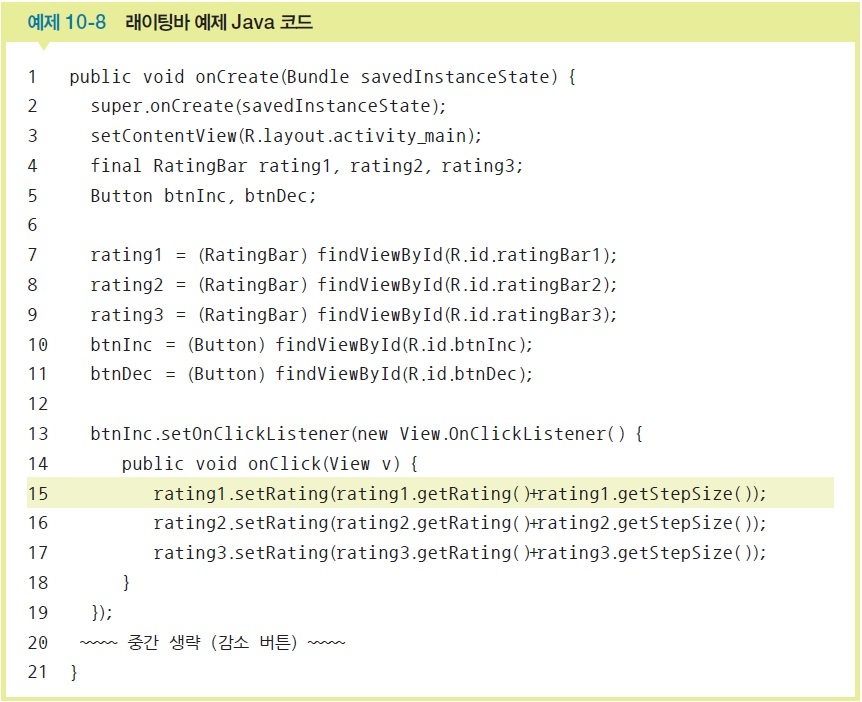 예제 10-8 래이팅바 예제 Java 코드
1 public void onCreate(Bundle savedInstanceState) {
2 super.onCreate(savedInstanceState);
3 setContentView(R.layout.activity_main);
4 final RatingBar rating1, rating2, rating3;
5 Button btnInc, btnDec;
6
7 rating1 = (RatingBar) findViewById(R.id.ratingBar1);
8 rating2 = (RatingBar) findViewById(R.id.ratingBar2);
9 rating3 = (RatingBar) findViewById(R.id.ratingBar3);
10 btnInc = (Button) findViewById(R.id.btnInc);
11 btnDec = (Button) findViewById(R.id.btnDec);
12
13 btnInc.setOnClickListener(new View.OnClickListener() {
14 public void onClick(View v) {
15 rating1.setRating(rating1.getRating()+rating1.getStepSize());
16 rating2.setRating(rating2.getRating()+rating2.getStepSize());
17 rating3.setRating(rating3.getRating()+rating3.getStepSize());
18 }
19 });
20 ~~~~ 중간 생략 (감소 버튼) ~~~~
21 }